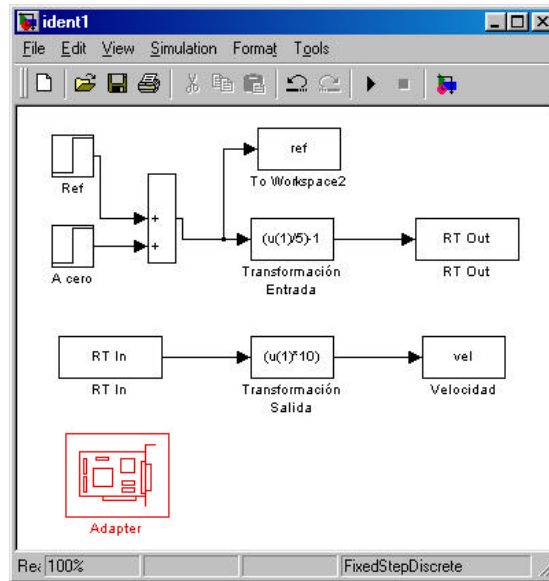 ident1
File Edit View Simulation Format Tools
ref
To Workspace2
Ref
+
+
(u(1)/5)-1
RT Out
A cero
Transformación
Entrada
RT Out
RT In
(u(1)*10)
vel
RT In
Transformación
Salida
Velocidad
Adapter
Rea 100% FixedStepDiscrete